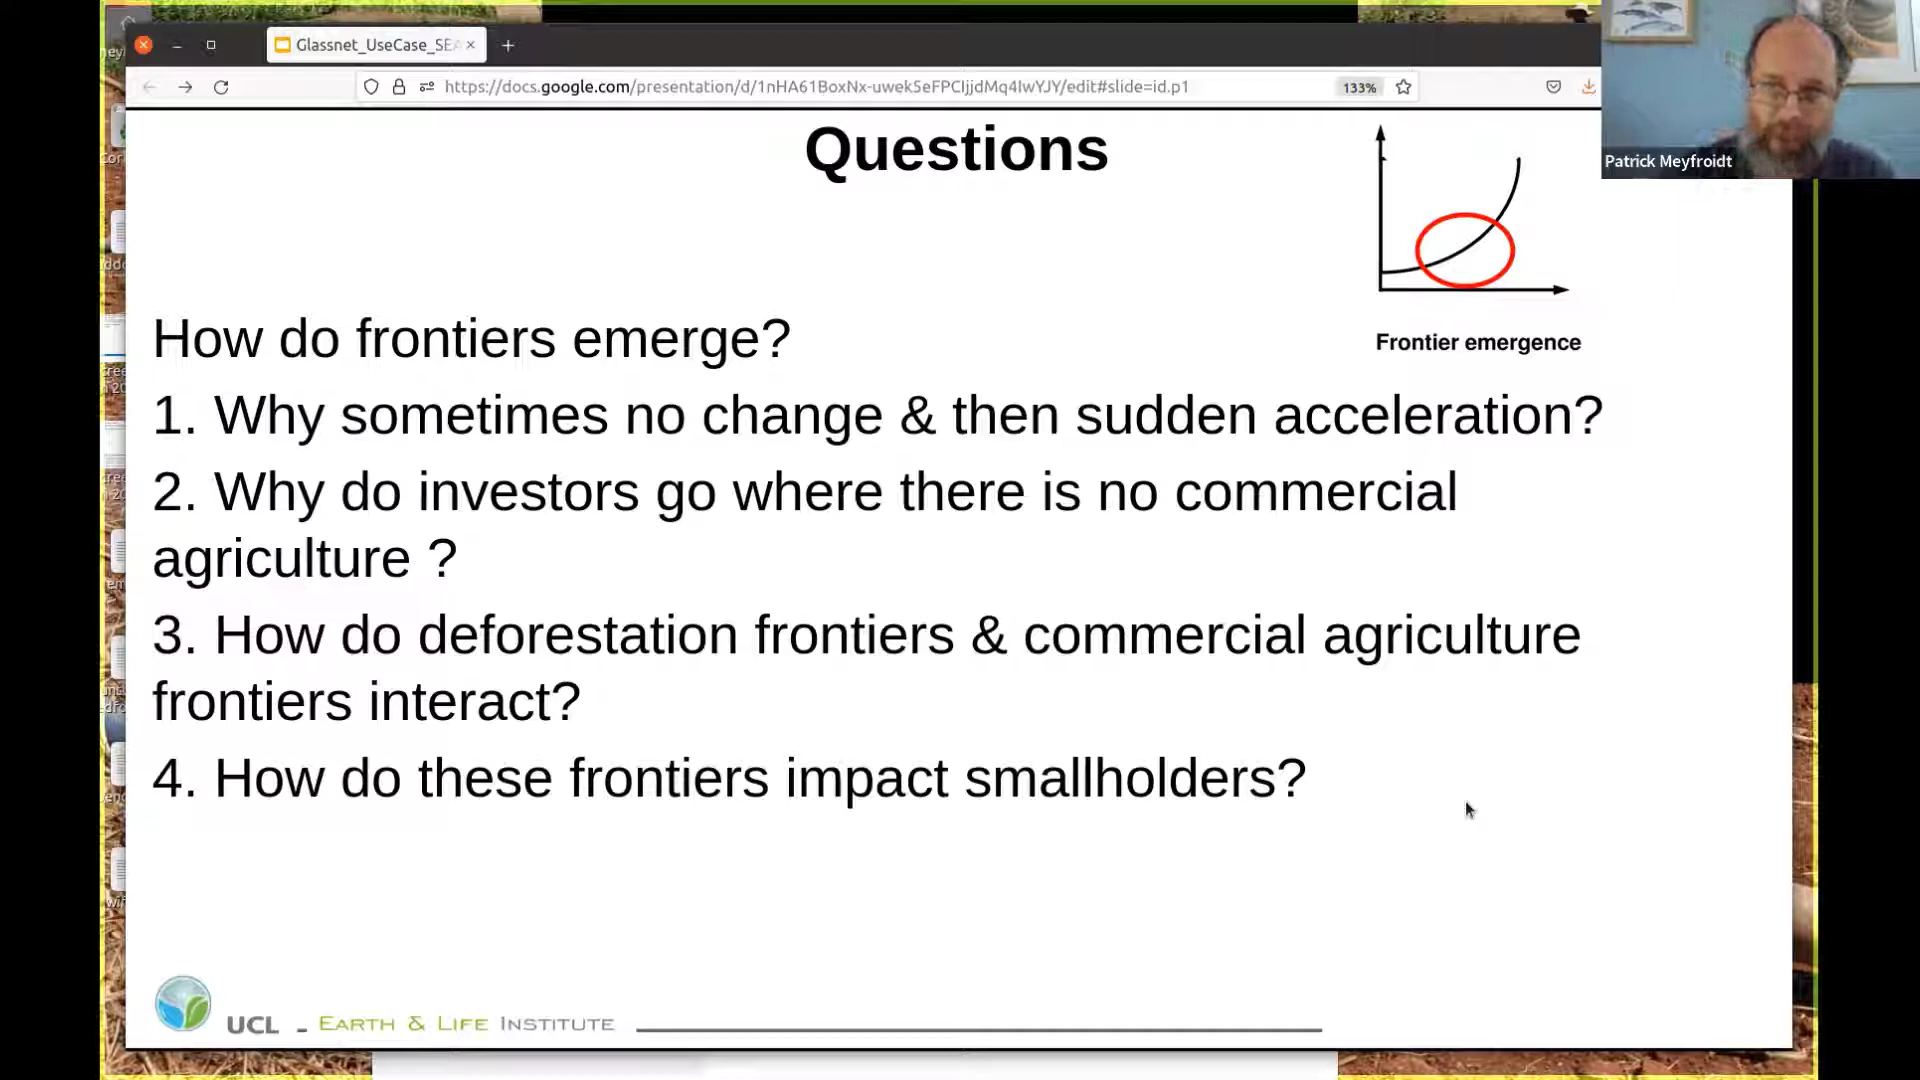 Glassnet_UseCase_SEA
https://docs.google.com/presentation/d/1nHA61BoxNx-uwek5eFPCIjjdMq4IwYJY/edit#slide=id.p1
133%
Patrick Meyfroidt
Questions
Frontier emergence
How do frontiers emerge?
1. Why sometimes no change & then sudden acceleration?
2. Why do investors go where there is no commercial
agriculture ?
3. How do deforestation frontiers & commercial agriculture
frontiers interact?
4. How do these frontiers impact smallholders?
UCL - EARTH & LIFE INSTITUTE